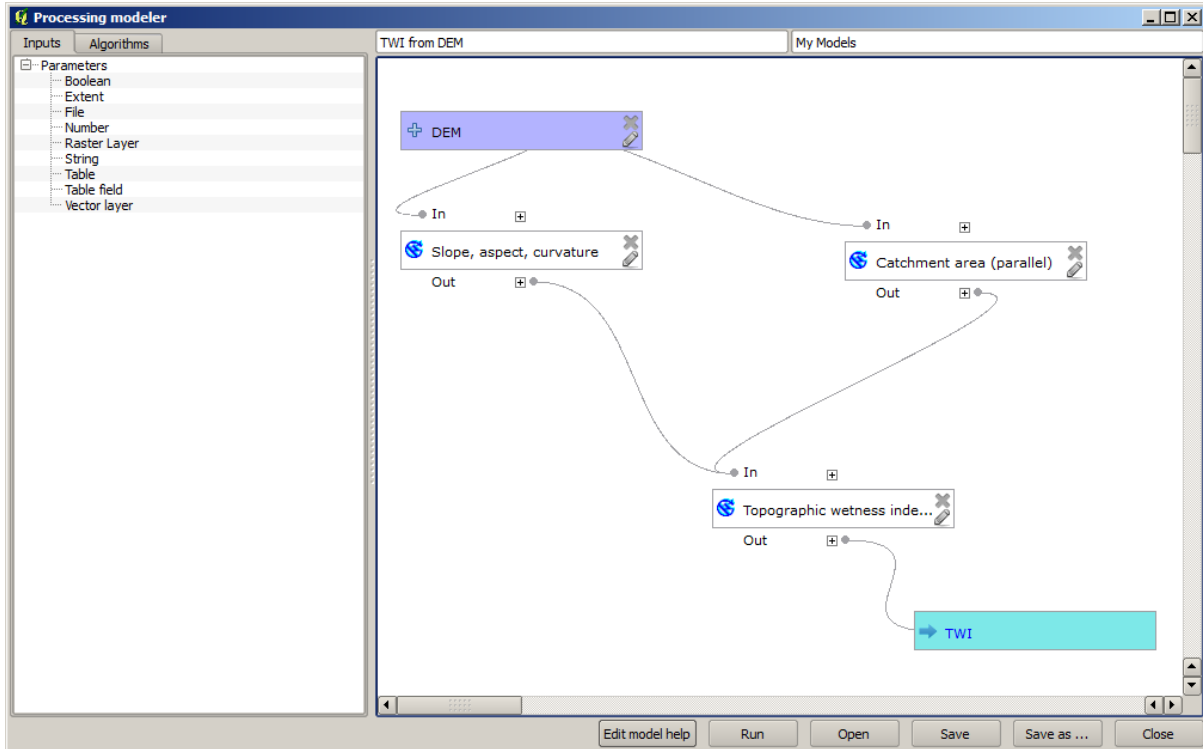 Processing modeler
Inputs
Algorithms
Parameters
Boolean
Extent
File
Number
Raster Layer
String
Table
Table field
Vector layer
TWI from DEM
My Models
DEM
In
Slope, aspect, curvature
Out
In
Catchment area (parallel)
Out
In
Topographic wetness inde...
Out
TWI
Edit model help
Run
Open
Save
Save as ...
Close